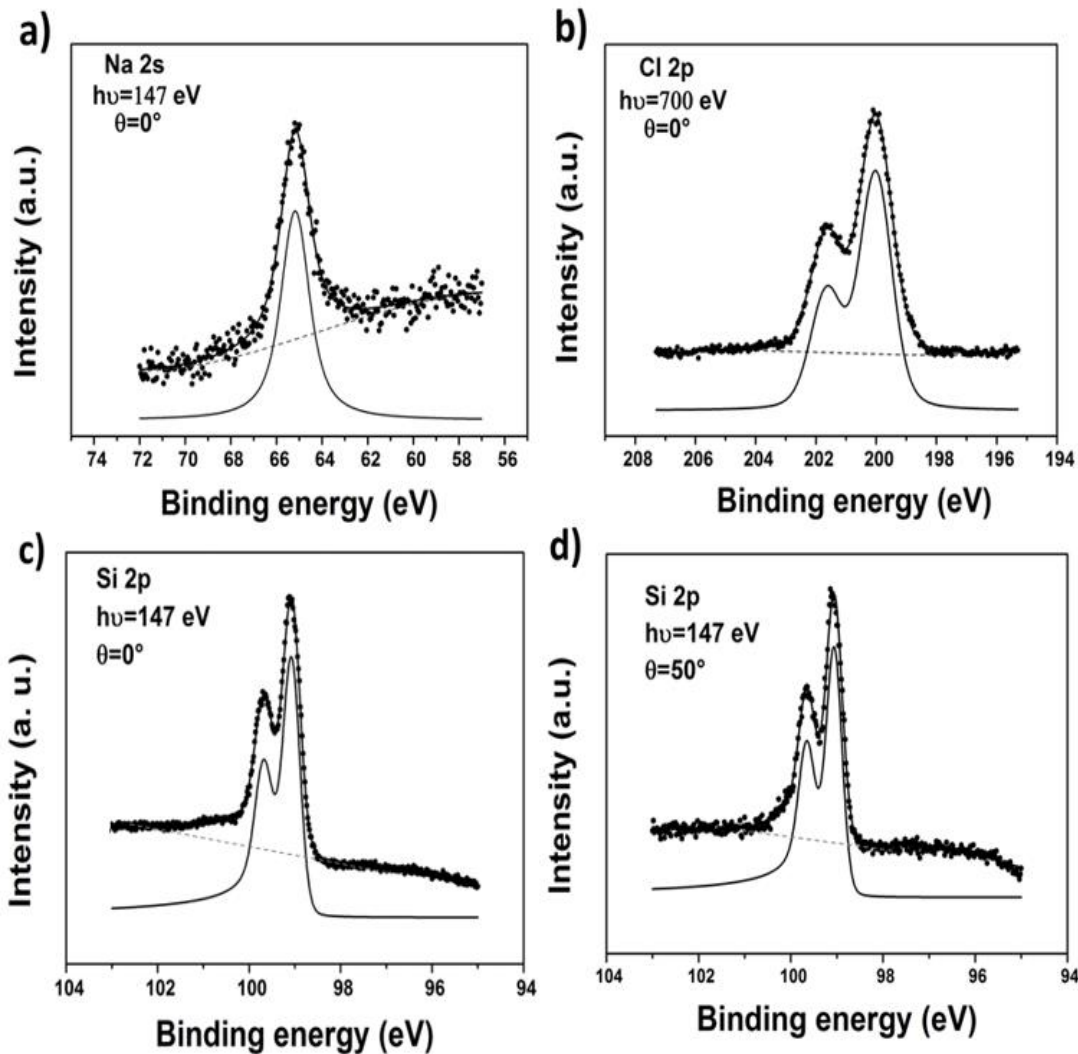 a)
Na 2s
hυ=147 eV
θ=0°
Intensity (a.u.)
74 72 70 68 66 64 62 60 58 56
Binding energy (eV)
b)
Cl 2p
hυ=700 eV
θ=0°
Intensity (a.u.)
208 206 204 202 200 198 196 194
Binding energy (eV)
c)
Si 2p
hυ=147 eV
θ=0°
Intensity (a. u.)
104 102 100 98 96 94
Binding energy (eV)
d)
Si 2p
hυ=147 eV
θ=50°
Intensity (a.u.)
104 102 100 98 96 94
Binding energy (eV)